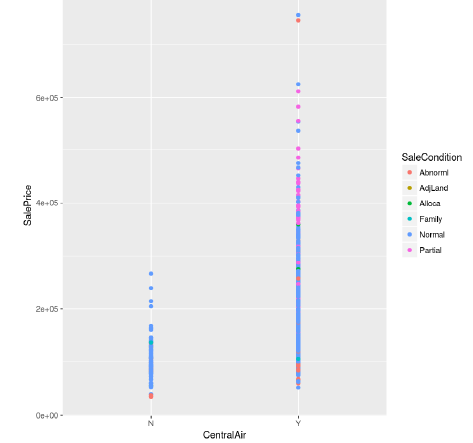 6e+05
4e+05
2e+05
0e+00
SalePrice
N
Y
CentralAir
SaleCondition
Abnorml
AdjLand
Alloca
Family
Normal
Partial